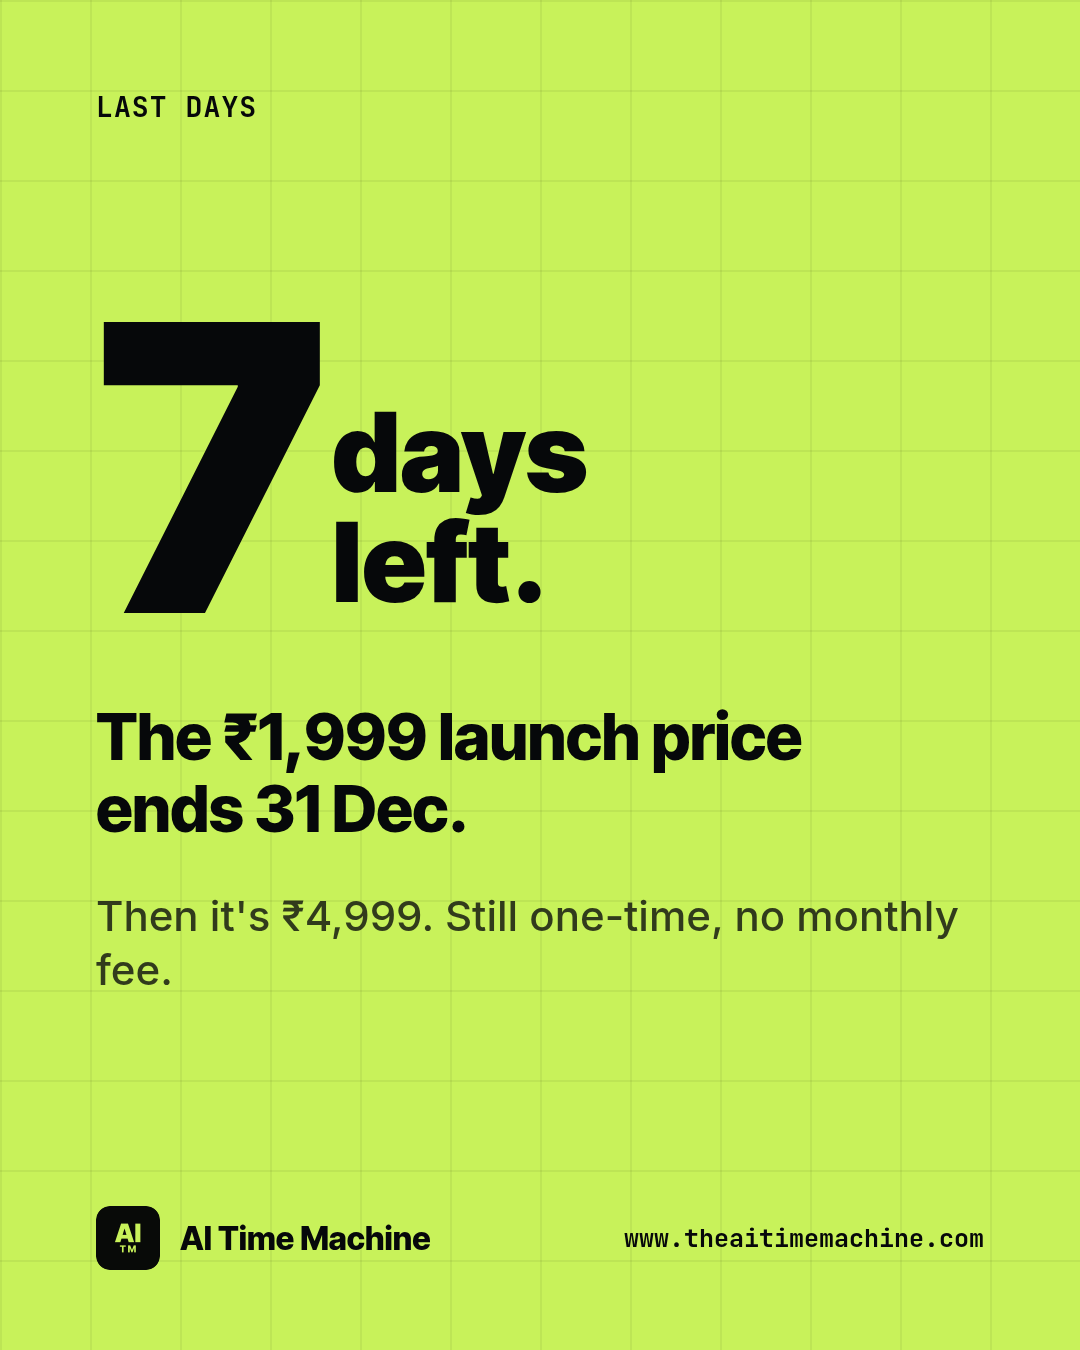 LAST DAYS
7 days
left.
The ₹1,999 launch price
ends 31 Dec.
Then it's ₹4,999. Still one-time, no monthly
fee.
AI
TM
AI Time Machine
www.theaitimemachine.com